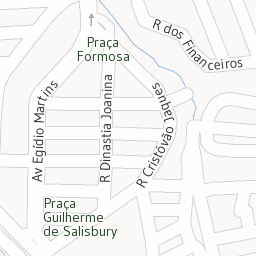 R dos Financeiros
Praça
Formosa
Av Egídio Martins
R Dinastia Joanina
R Cristóvão Jaques
Praça
Guilherme
de Salisbury